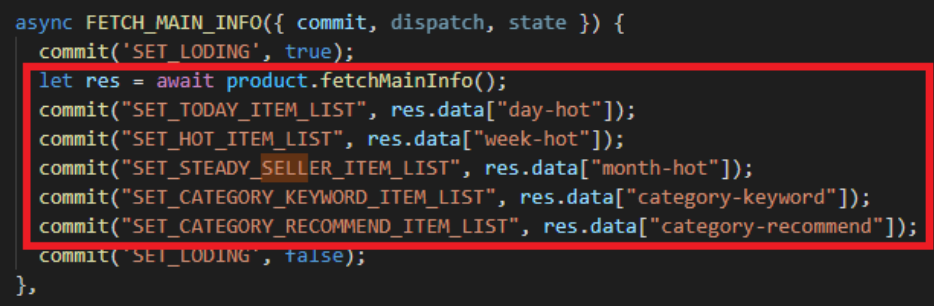 async FETCH_MAIN_INFO({ commit, dispatch, state }) {
commit('SET_LODING', true);
let res = await product.fetchMainInfo();
commit("SET_TODAY_ITEM_LIST", res.data["day-hot"]);
commit("SET_HOT_ITEM_LIST", res.data["week-hot"]);
commit("SET_STEADY_SELLER_ITEM_LIST", res.data["month-hot"]);
commit("SET_CATEGORY_KEYWORD_ITEM_LIST", res.data["category-keyword"]);
commit("SET_CATEGORY_RECOMMEND_ITEM_LIST", res.data["category-recommend"]);
commit('SET_LODING', false);
},